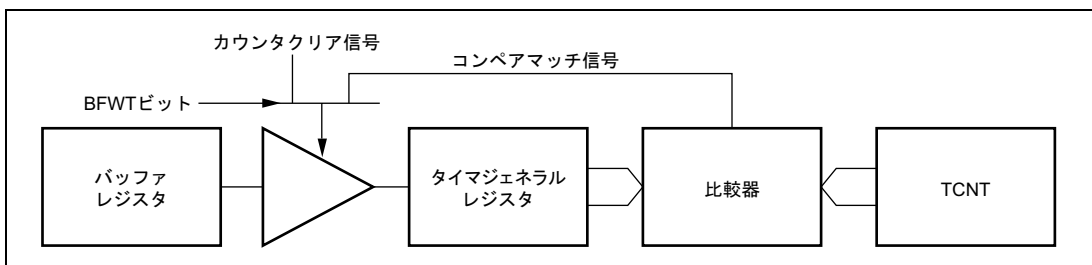 カウンタクリア信号
コンペアマッチ信号
BFWTビット
バッファ
レジスタ
タイマジェネラル
レジスタ
比較器
TCNT